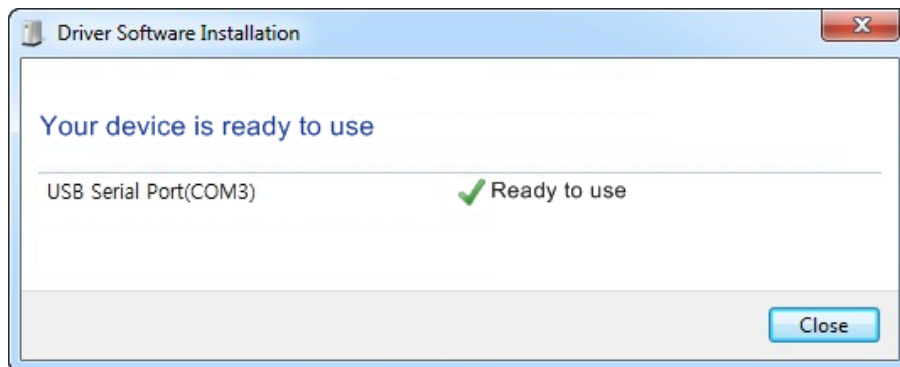 Driver Software Installation
Your device is ready to use
USB Serial Port(COM3) Ready to use
Close